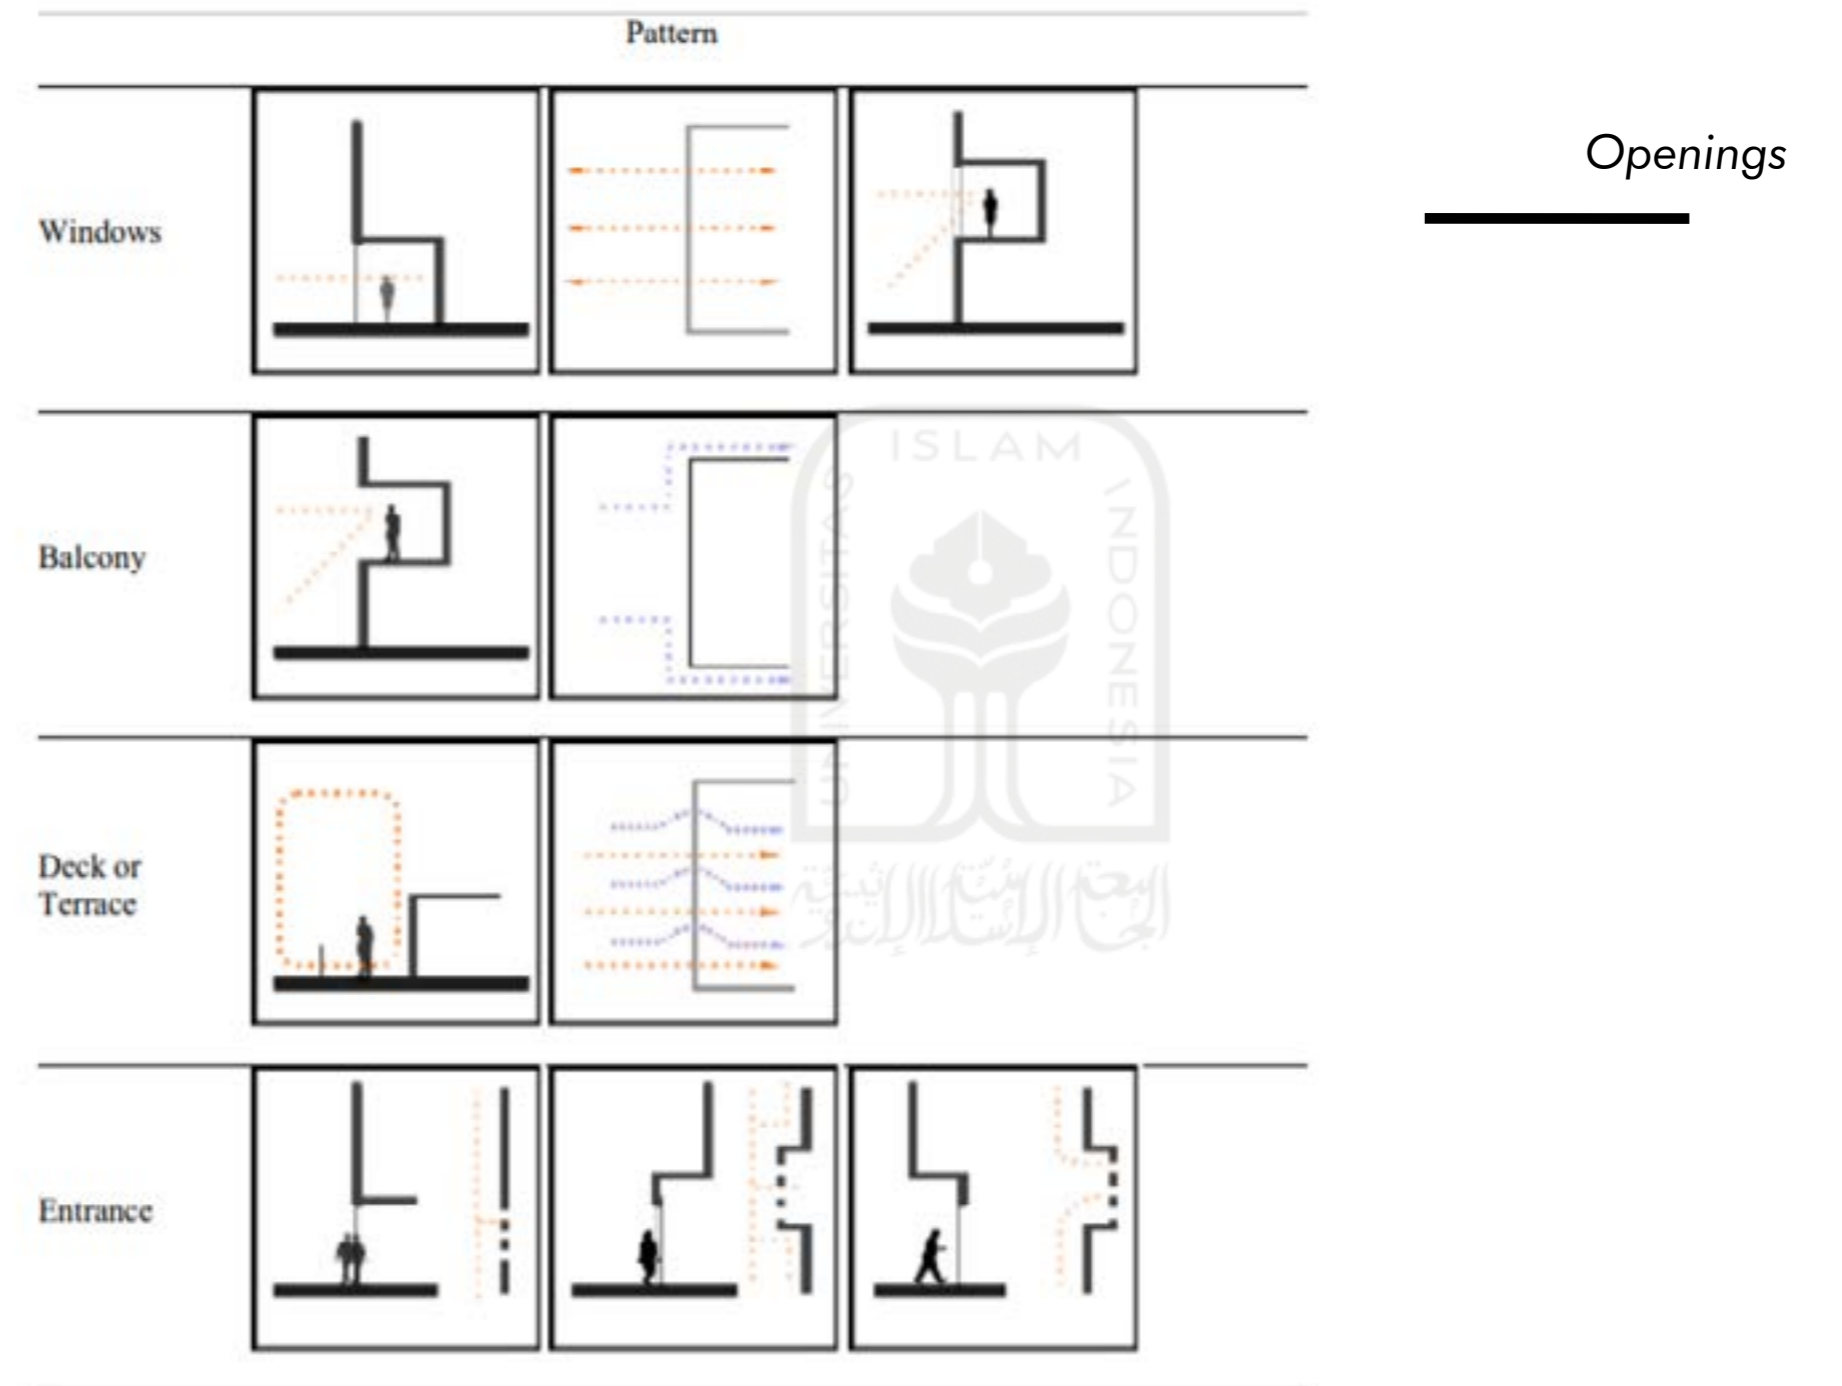 Pattern
Openings
Windows
Balcony
Deck or
Terrace
Entrance
UNIVERSITAS
ISLAM
INDONESIA